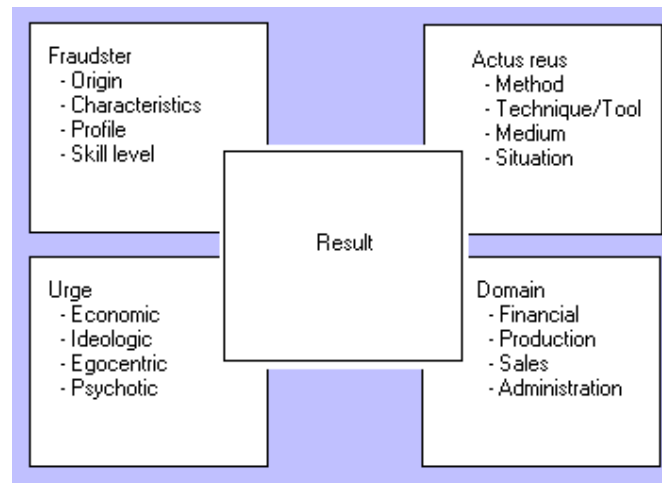 Fraudster
- Origin
- Characteristics
- Profile
- Skill level
Actus reus
- Method
- Technique/Tool
- Medium
- Situation
Result
Urge
- Economic
- Ideologic
- Egocentric
- Psychotic
Domain
- Financial
- Production
- Sales
- Administration